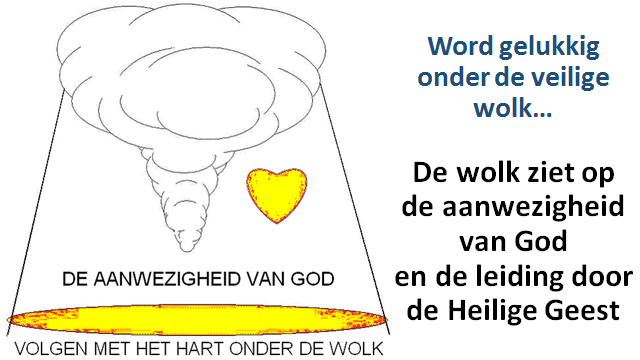 DE AANWEZIGHEID VAN GOD
VOLGEN MET HET HART ONDER DE WOLK
Word gelukkig
onder de veilige
wolk...
De wolk ziet op
de aanwezigheid
van God
en de leiding door
de Heilige Geest